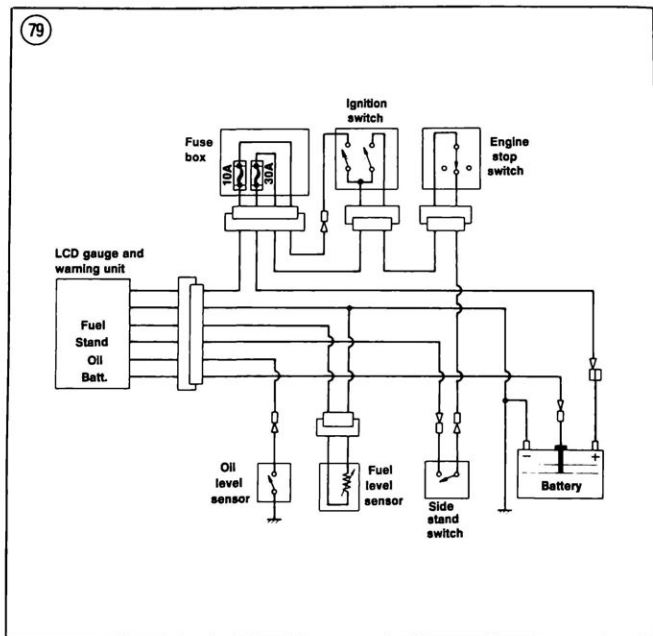 79
Ignition
switch
Fuse
box
10A
30A
Engine
stop
switch
LCD gauge and
warning unit
Fuel
Stand
Oil
Batt.
Oil
level
sensor
Fuel
level
sensor
Side
stand
switch
- +
Battery